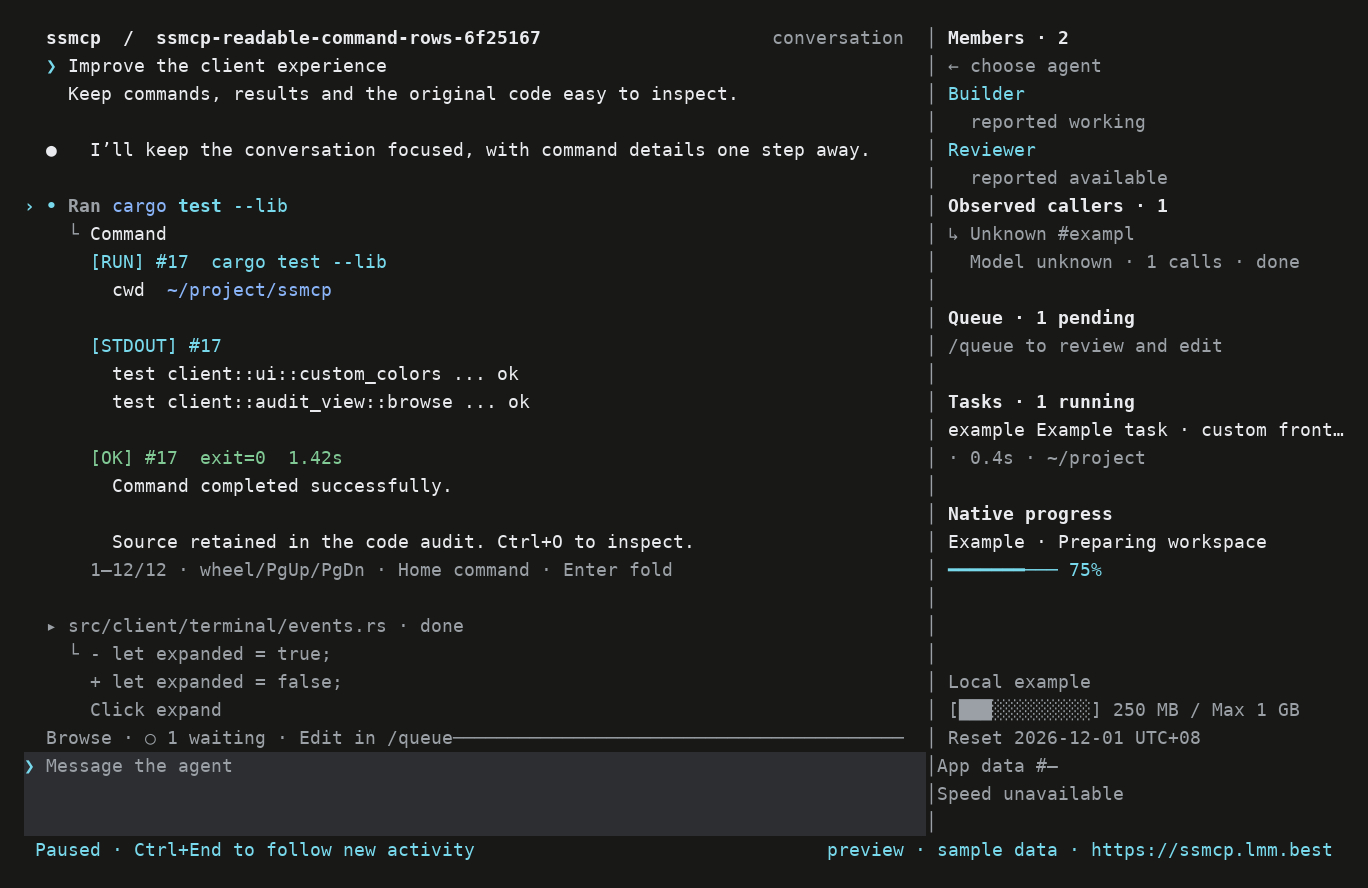 ssmcp / ssmcp-readable-command-rows-6f25167 conversation
❯ Improve the client experience
Keep commands, results and the original code easy to inspect.
● I’ll keep the conversation focused, with command details one step away.
› • Ran cargo test --lib
└ Command
[RUN] #17 cargo test --lib
cwd ~/project/ssmcp
[STDOUT] #17
test client::ui::custom_colors ... ok
test client::audit_view::browse ... ok
[OK] #17 exit=0 1.42s
Command completed successfully.
Source retained in the code audit. Ctrl+O to inspect.
1–12/12 · wheel/PgUp/PgDn · Home command · Enter fold
▸ src/client/terminal/events.rs · done
└ - let expanded = true;
+ let expanded = false;
Click expand
Browse · ○ 1 waiting · Edit in /queue
❯ Message the agent
Members · 2
← choose agent
Builder
reported working
Reviewer
reported available
Observed callers · 1
↳ Unknown #exampl
Model unknown · 1 calls · done
Queue · 1 pending
/queue to review and edit
Tasks · 1 running
example Example task · custom front…
· 0.4s · ~/project
Native progress
Example · Preparing workspace
75%
Local example
[███░░░░░░░░░] 250 MB / Max 1 GB
Reset 2026-12-01 UTC+08
App data #—
Speed unavailable
Paused · Ctrl+End to follow new activity
preview · sample data · https://ssmcp.lmm.best